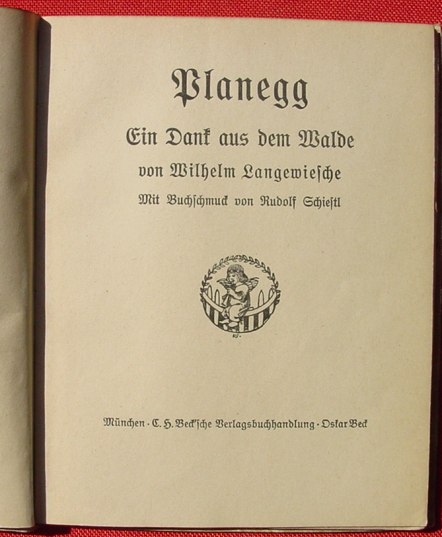 Planegg
Ein Dank aus dem Walde
von Wilhelm Langewiesche
Mit Buchschmuck von Rudolf Schiestl
München · C. H. Beck'sche Verlagsbuchhandlung · Oskar Beck